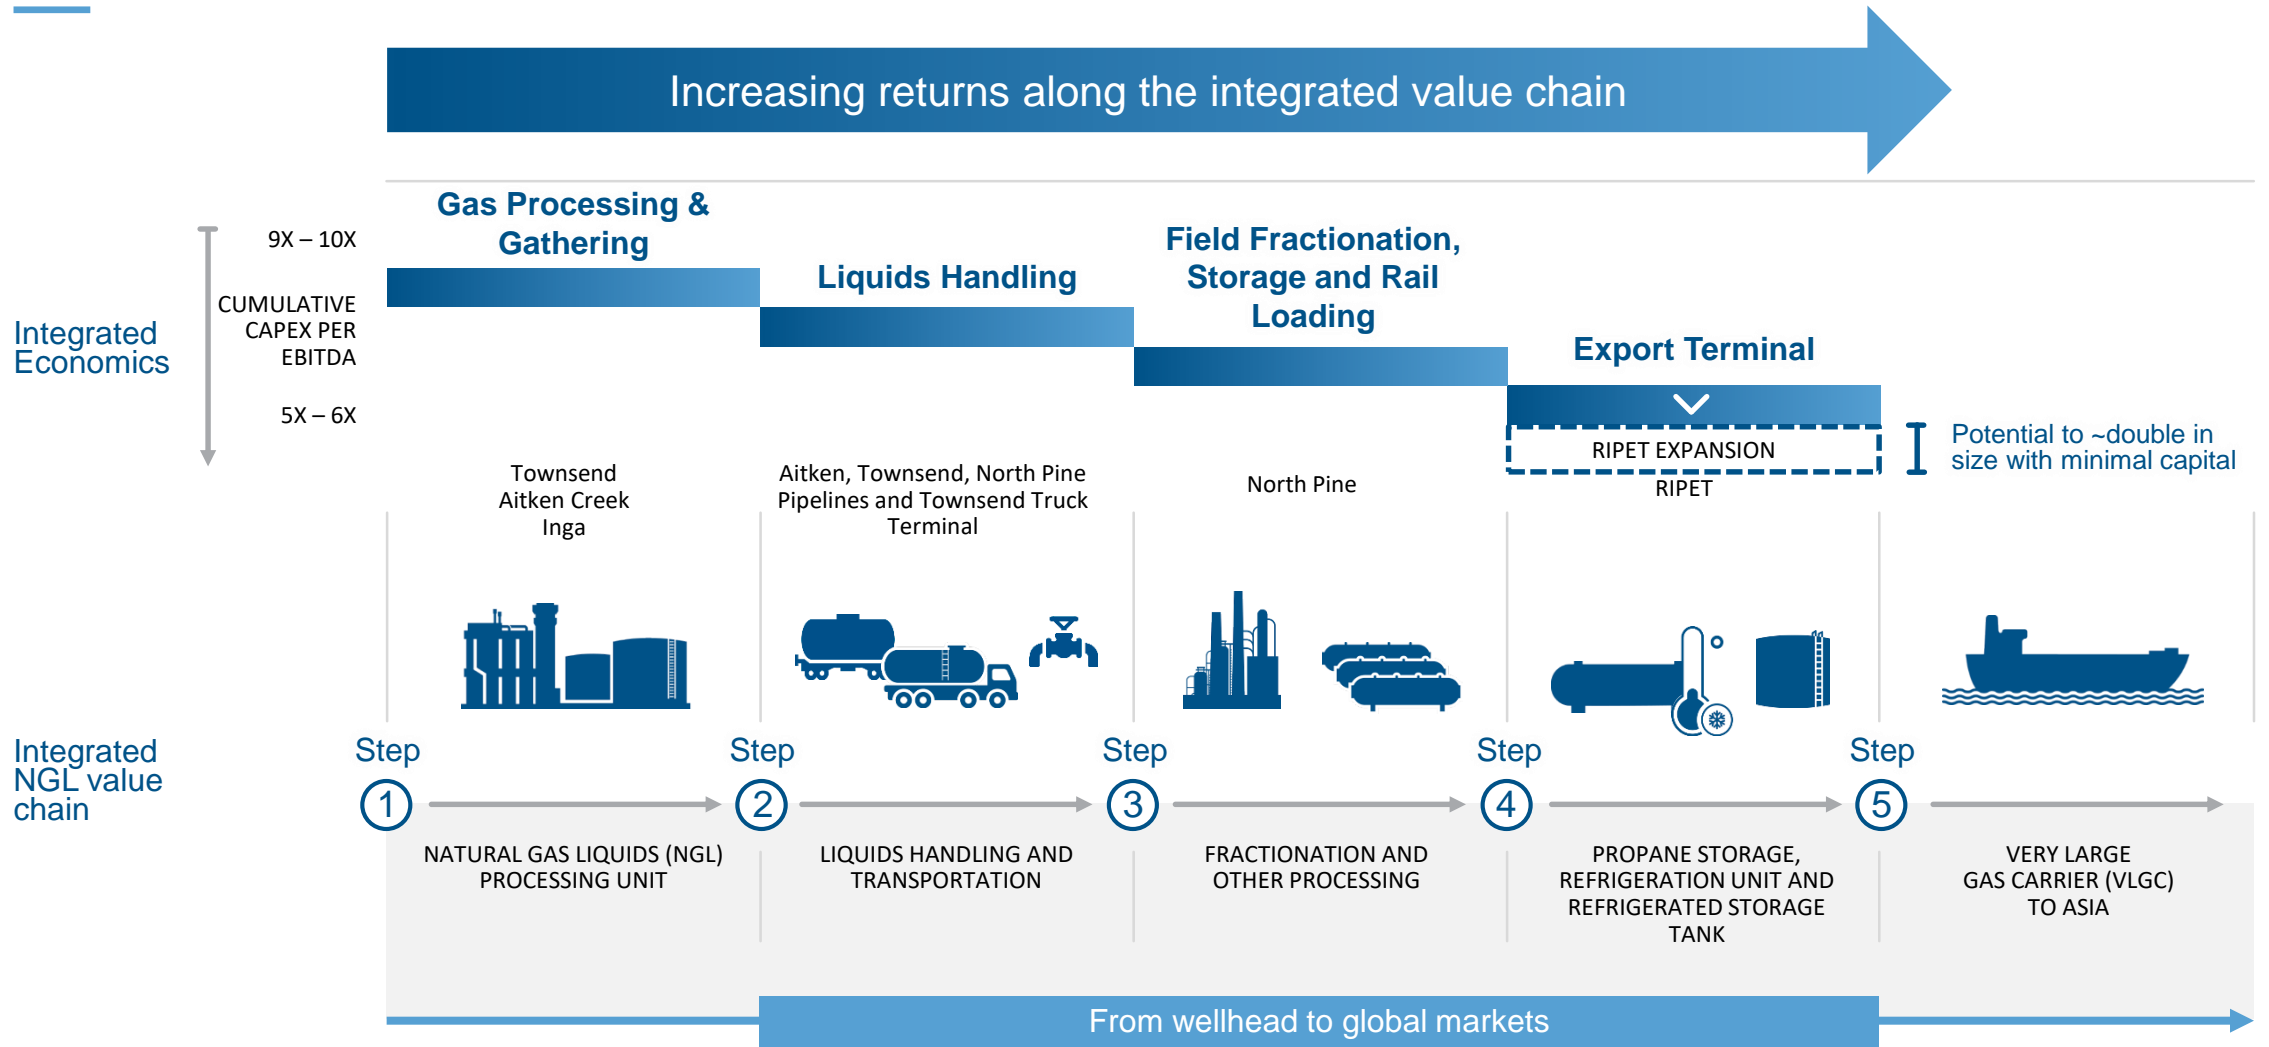 Increasing returns along the integrated value chain
Integrated
Economics
9X – 10X
CUMULATIVE
CAPEX PER
EBITDA
5X – 6X
Gas Processing &
Gathering
Liquids Handling
Field Fractionation,
Storage and Rail
Loading
Export Terminal
RIPET EXPANSION
Potential to ~double in
size with minimal capital
Townsend
Aitken Creek
Inga
Aitken, Townsend, North Pine
Pipelines and Townsend Truck
Terminal
North Pine
RIPET
Integrated
NGL value
chain
Step
1
Step
2
Step
3
Step
4
Step
5
NATURAL GAS LIQUIDS (NGL)
PROCESSING UNIT
LIQUIDS HANDLING AND
TRANSPORTATION
FRACTIONATION AND
OTHER PROCESSING
PROPANE STORAGE,
REFRIGERATION UNIT AND
REFRIGERATED STORAGE
TANK
VERY LARGE
GAS CARRIER (VLGC)
TO ASIA
From wellhead to global markets